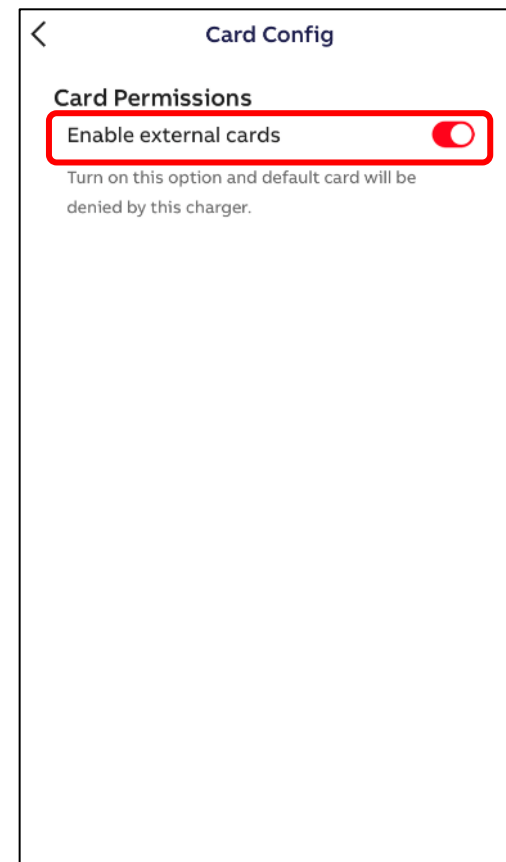 Card Config
Card Permissions
Enable external cards
Turn on this option and default card will be
denied by this charger.